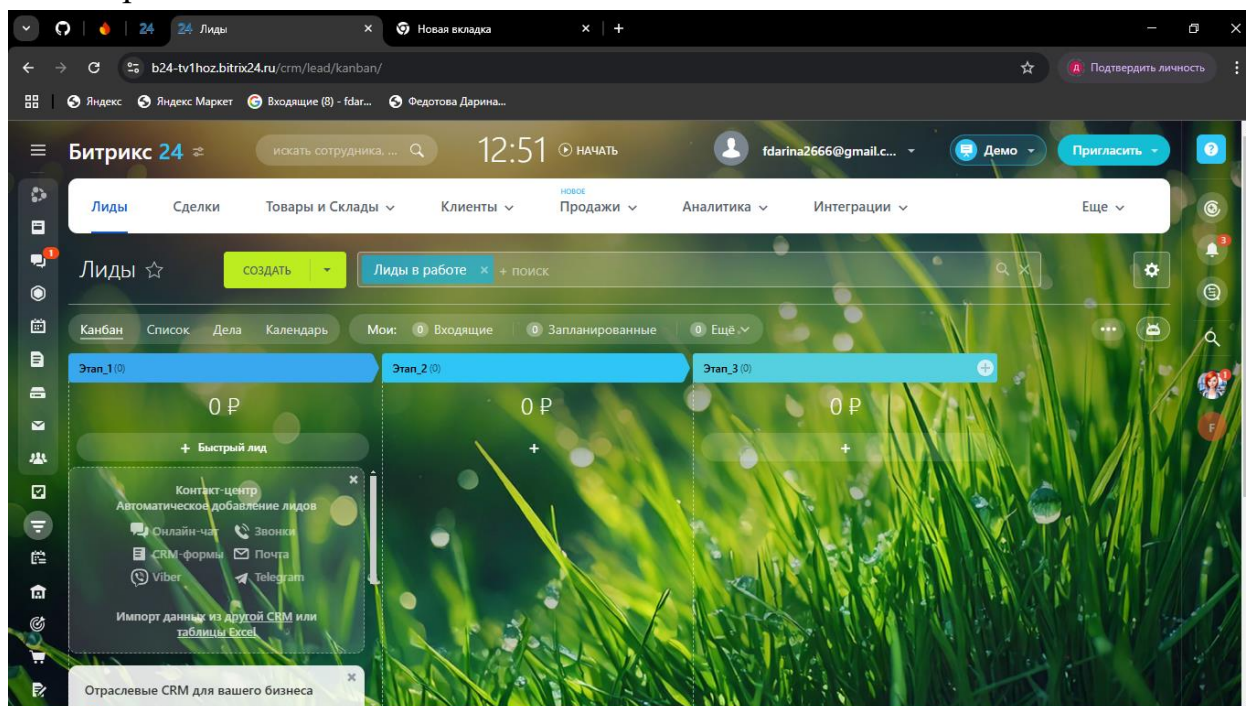 24 Лиды
Новая вкладка
b24-tv1hoz.bitrix24.ru/crm/lead/kanban/
Д Подтвердить личность
Яндекс Яндекс Маркет Входящие (8) - fdar... Федотова Дарина...
Битрикс 24 искать сотрудника, ... 12:51 НАЧАТЬ fdarina2666@gmail.c... Демо Пригласить ?
НОВОЕ
Лиды Сделки Товары и Склады Клиенты Продажи Аналитика Интеграции Еще
1
3
Лиды СОЗДАТЬ Лиды в работе × + поиск
Канбан Список Дела Календарь Мои: 0 Входящие 0 Запланированные 0 Ещё
Этап_1 (0) Этап_2 (0) Этап_3 (0)
1
0 ₽ 0 ₽ 0 ₽
F
+ Быстрый лид + +
Контакт-центр
Автоматическое добавление лидов
Онлайн-чат Звонки
CRM-формы Почта
Viber Telegram
Импорт данных из другой CRM или
таблицы Excel
Отраслевые CRM для вашего бизнеса